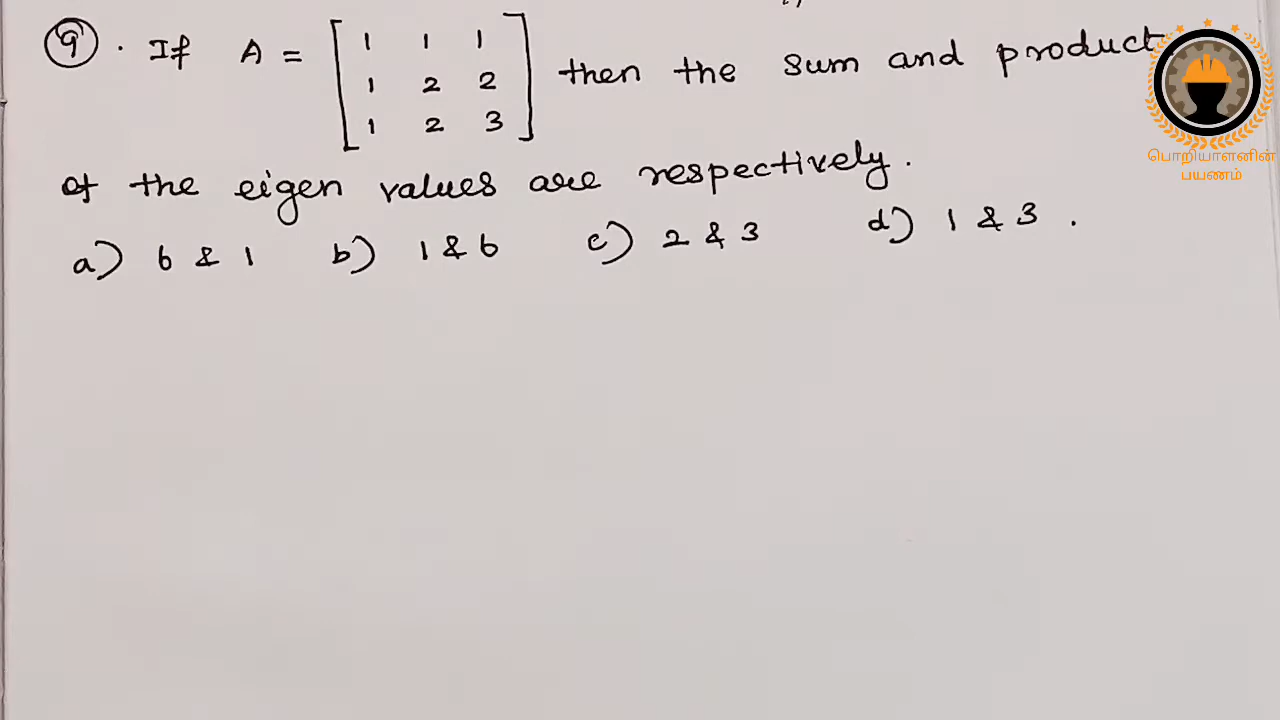 9. If A = [ 1 1 1 then the sum and product
1 2 2
1 2 3 ]
of the eigen values are respectively.
a) 6 & 1 b) 1 & 6 c) 2 & 3 d) 1 & 3 .
பொறியாளனின்
பயணம்